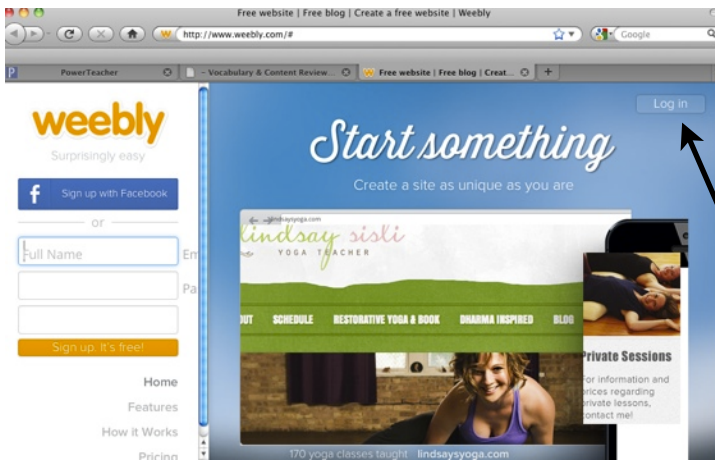 Free website | Free blog | Create a free website | Weebly
http://www.weebly.com/#
Google
PowerTeacher
- Vocabulary & Content Review...
Free website | Free blog | Creat...
weebly
Surprisingly easy
f Sign up with Facebook
or
Full Name
Em
Pa
Sign up. It's free!
Home
Features
How it Works
Pricing
Log in
Start something
Create a site as unique as you are
lindsaysyoga.com
lindsay sisli
YOGA TEACHER
OUT SCHEDULE RESTORATIVE YOGA & BOOK DHARMA INSPIRED BLOG
Private Sessions
For information and
prices regarding
private lessons,
contact me!
170 yoga classes taught lindsaysyoga.com